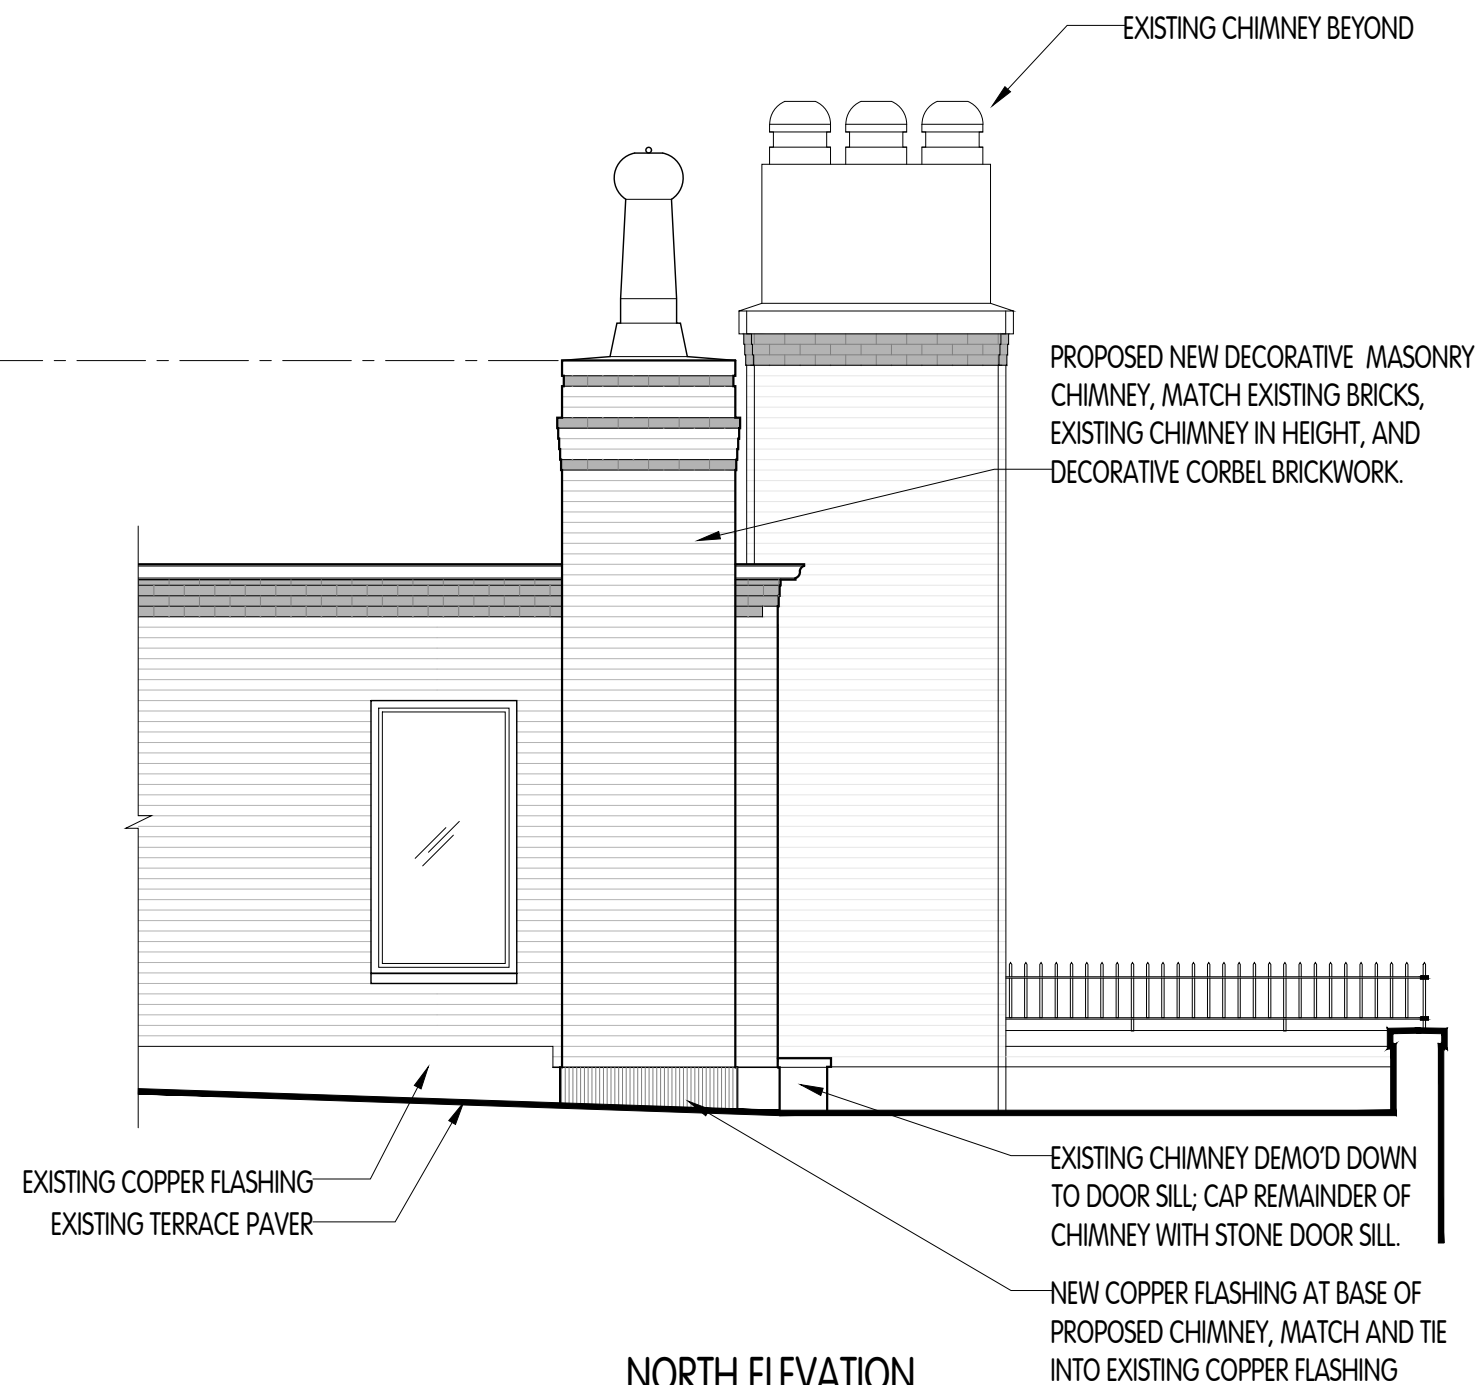 EXISTING CHIMNEY BEYOND
PROPOSED NEW DECORATIVE MASONRY
CHIMNEY, MATCH EXISTING BRICKS,
EXISTING CHIMNEY IN HEIGHT, AND
DECORATIVE CORBEL BRICKWORK.
EXISTING COPPER FLASHING
EXISTING TERRACE PAVER
EXISTING CHIMNEY DEMO'D DOWN
TO DOOR SILL; CAP REMAINDER OF
CHIMNEY WITH STONE DOOR SILL.
NEW COPPER FLASHING AT BASE OF
PROPOSED CHIMNEY, MATCH AND TIE
INTO EXISTING COPPER FLASHING
NORTH ELEVATION